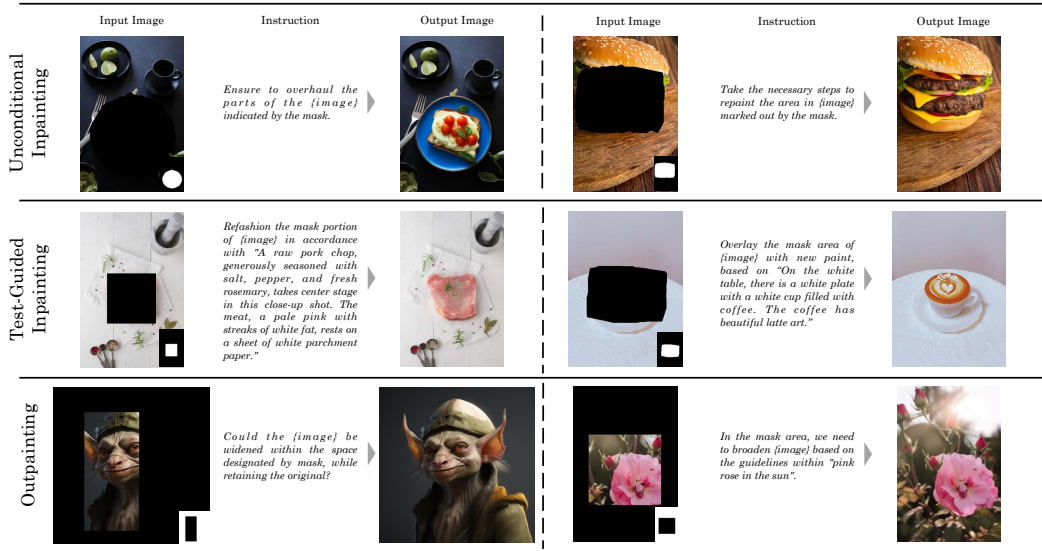 Input Image
Instruction
Output Image
Input Image
Instruction
Output Image
Unconditional
Inpainting
Ensure to overhaul the
parts of the {image}
indicated by the mask.
Take the necessary steps to
repaint the area in {image}
marked out by the mask.
Test-Guided
Inpainting
Refashion the mask portion
of {image} in accordance
with "A raw pork chop,
generously seasoned with
salt, pepper, and fresh
rosemary, takes center stage
in this close-up shot. The
meat, a pale pink with
streaks of white fat, rests on
a sheet of white parchment
paper."
Overlay the mask area of
{image} with new paint,
based on “On the white
table, there is a white plate
with a white cup filled with
coffee. The coffee has
beautiful latte art.”
Outpainting
Could the {image} be
widened within the space
designated by mask, while
retaining the original?
In the mask area, we need
to broaden {image} based on
the guidelines within "pink
rose in the sun".